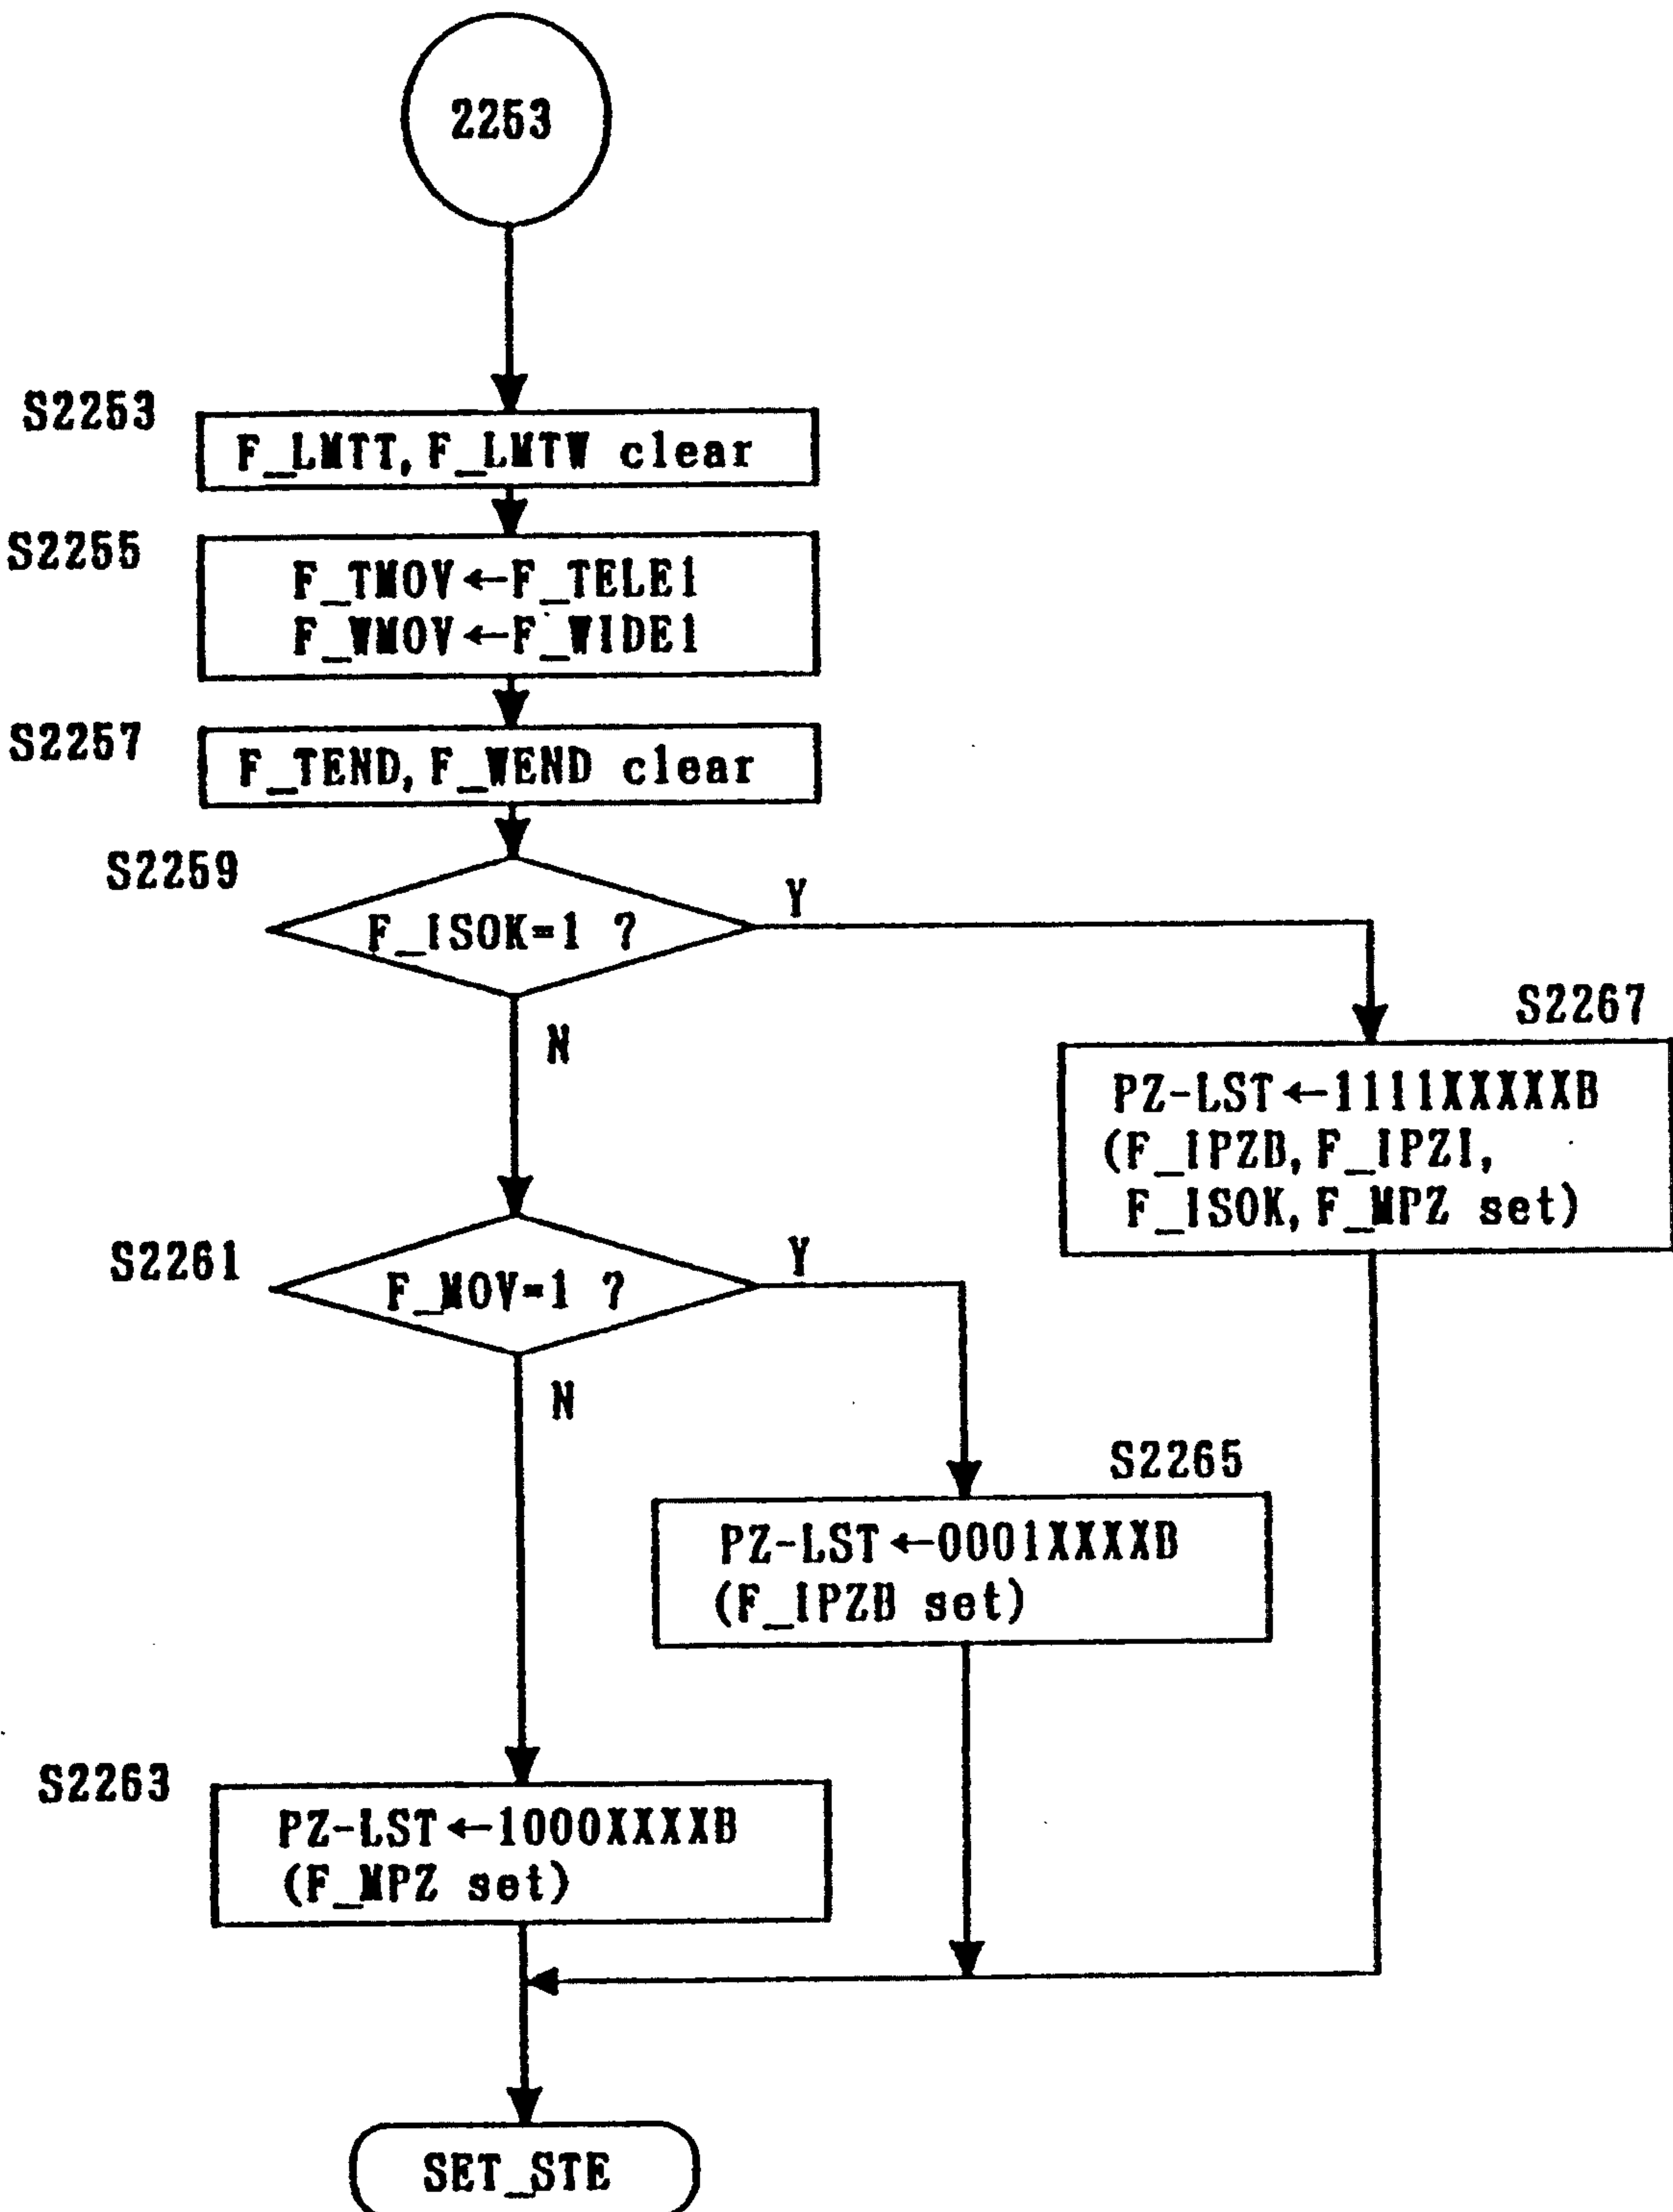 2253
S2253
F_LMTT, F_LMTW clear
S2255
F_TMOV←F_TELE1
F_WMOV←F_WIDE1
S2257
F_TEND, F_WEND clear
S2259
F_ISOK=1 ?
Y
N
S2267
PZ-LST←1111XXXXXB
(F_IPZB, F_IPZI,
F_ISOK, F_MPZ set)
S2261
F_MOV=1 ?
Y
N
S2265
PZ-LST←0001XXXXB
(F_IPZB set)
S2263
PZ-LST←1000XXXXB
(F_MPZ set)
SET_STE